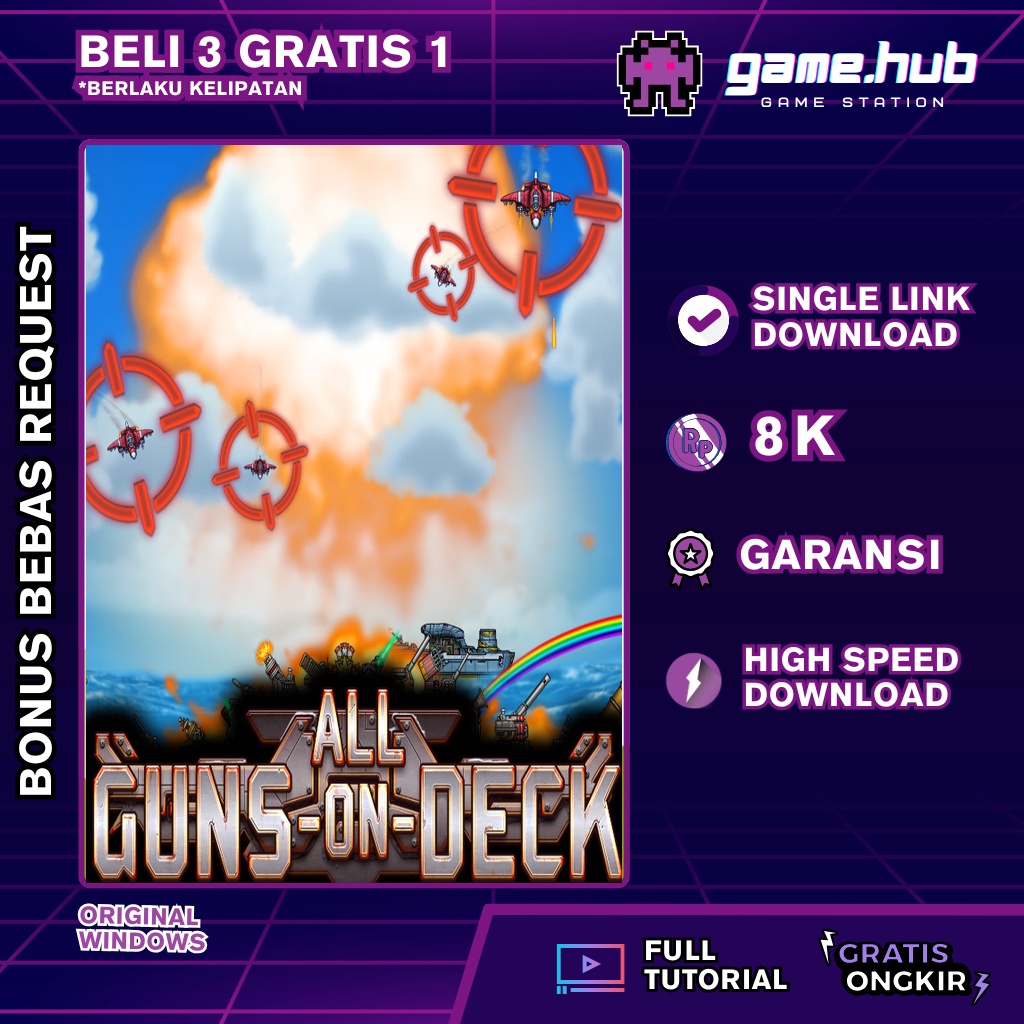 BELI 3 GRATIS 1
*BERLAKU KELIPATAN
game.hub
GAME STATION
BONUS BEBAS REQUEST
SINGLE LINK
DOWNLOAD
Rp
8K
GARANSI
HIGH SPEED
DOWNLOAD
ALL
GUNS-ON-DECK
ORIGINAL
WINDOWS
FULL
TUTORIAL
GRATIS
ONGKIR